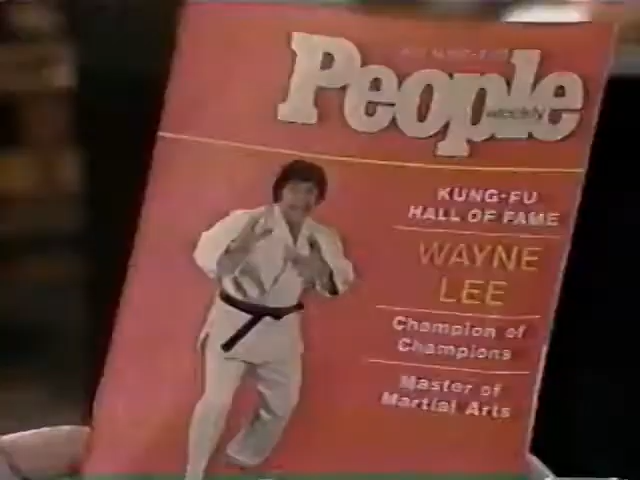 People
weekly
KUNG-FU
HALL OF FAME
WAYNE
LEE
Champion of
Champions
Master of
Martial Arts